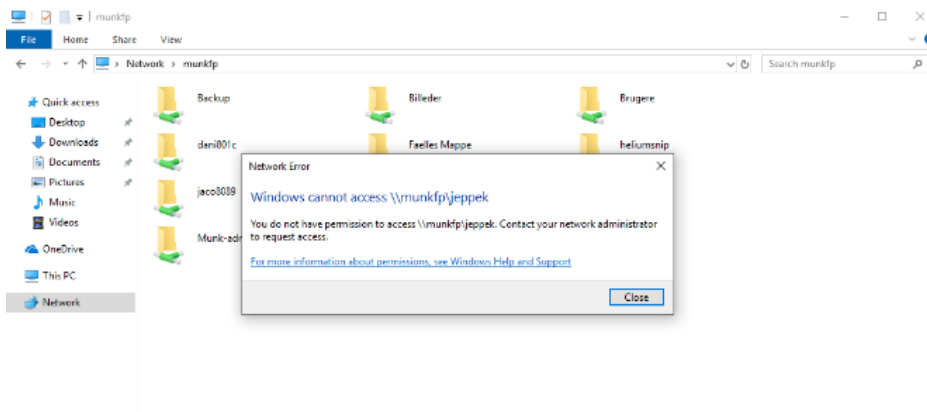 munkfp
File Home Share View
Network › munkfp
Search munkfp
Quick access
Desktop
Downloads
Documents
Pictures
Music
Videos
OneDrive
This PC
Network
Backup Billeder Brugere
dani801c Faelles Mappe heliumsnip
jaco8089
Munk-adr
Network Error
Windows cannot access \\munkfp\jeppek
You do not have permission to access \\munkfp\jeppek. Contact your network administrator
to request access.
For more information about permissions, see Windows Help and Support
Close